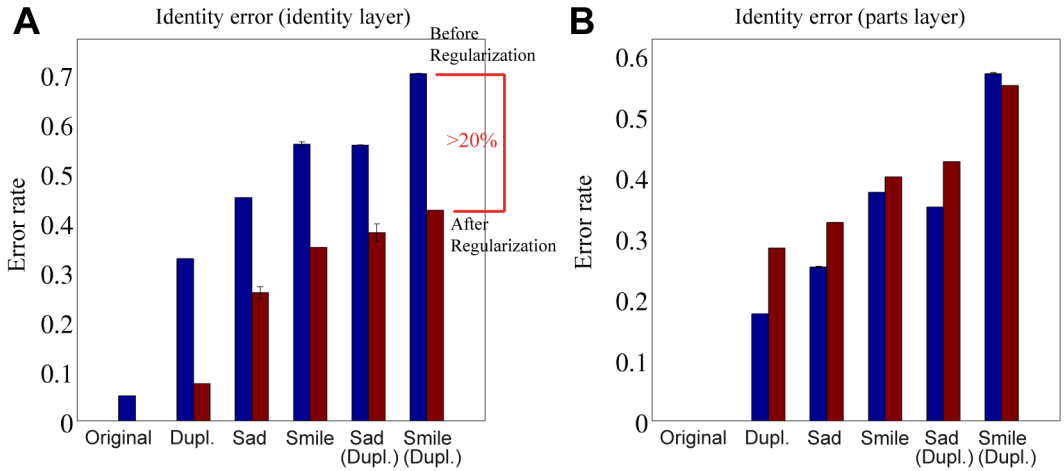 A
Identity error (identity layer)
Before
Regularization
>20%
After
Regularization
Error rate
0.7
0.6
0.5
0.4
0.3
0.2
0.1
0
Original
Dupl.
Sad
Smile
Sad
(Dupl.)
Smile
(Dupl.)
B
Identity error (parts layer)
Error rate
0.6
0.5
0.4
0.3
0.2
0.1
0
Original
Dupl.
Sad
Smile
Sad
(Dupl.)
Smile
(Dupl.)